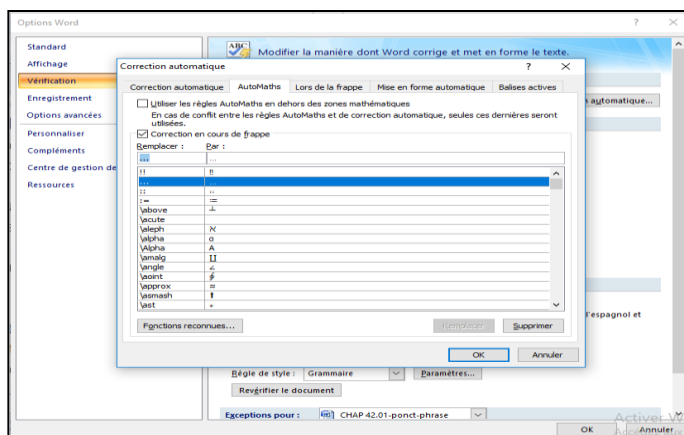 Options Word
Standard
Affichage
Vérification
Enregistrement
Options avancées
Personnaliser
Compléments
Centre de gestion de
Ressources
ABC Modifier la manière dont Word corrige et met en forme le texte.
automatique...
l'espagnol et
Correction automatique
Correction automatique AutoMaths Lors de la frappe Mise en forme automatique Balises actives
Utiliser les règles AutoMaths en dehors des zones mathématiques
En cas de conflit entre les règles AutoMaths et de correction automatique, seules ces dernières seront
utilisées.
Correction en cours de frappe
Remplacer : Par :
... ...
!! ‼
... ...
:: ∷
:= ≔
\above ┴
\acute
\aleph ℵ
\alpha α
\Alpha Α
\amalg ∐
\angle ∠
\aoint ∳
\approx ≈
\asmash ⬆
\ast *
Fonctions reconnues... Remplacer Supprimer
OK Annuler
Règle de style : Grammaire Paramètres...
Revérifier le document
Exceptions pour : CHAP 42.01-ponct-phrase
Activer W
OK Annuler